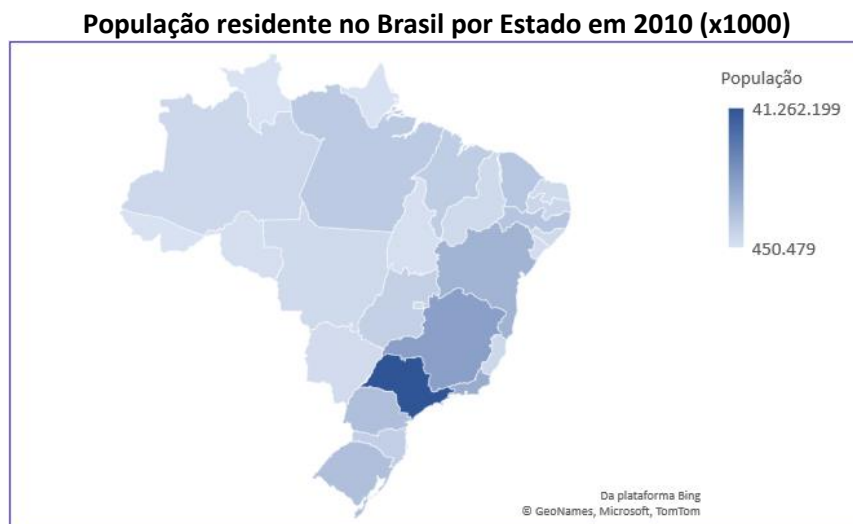 População residente no Brasil por Estado em 2010 (x1000)
População
41.262.199
450.479
Da plataforma Bing
© GeoNames, Microsoft, TomTom